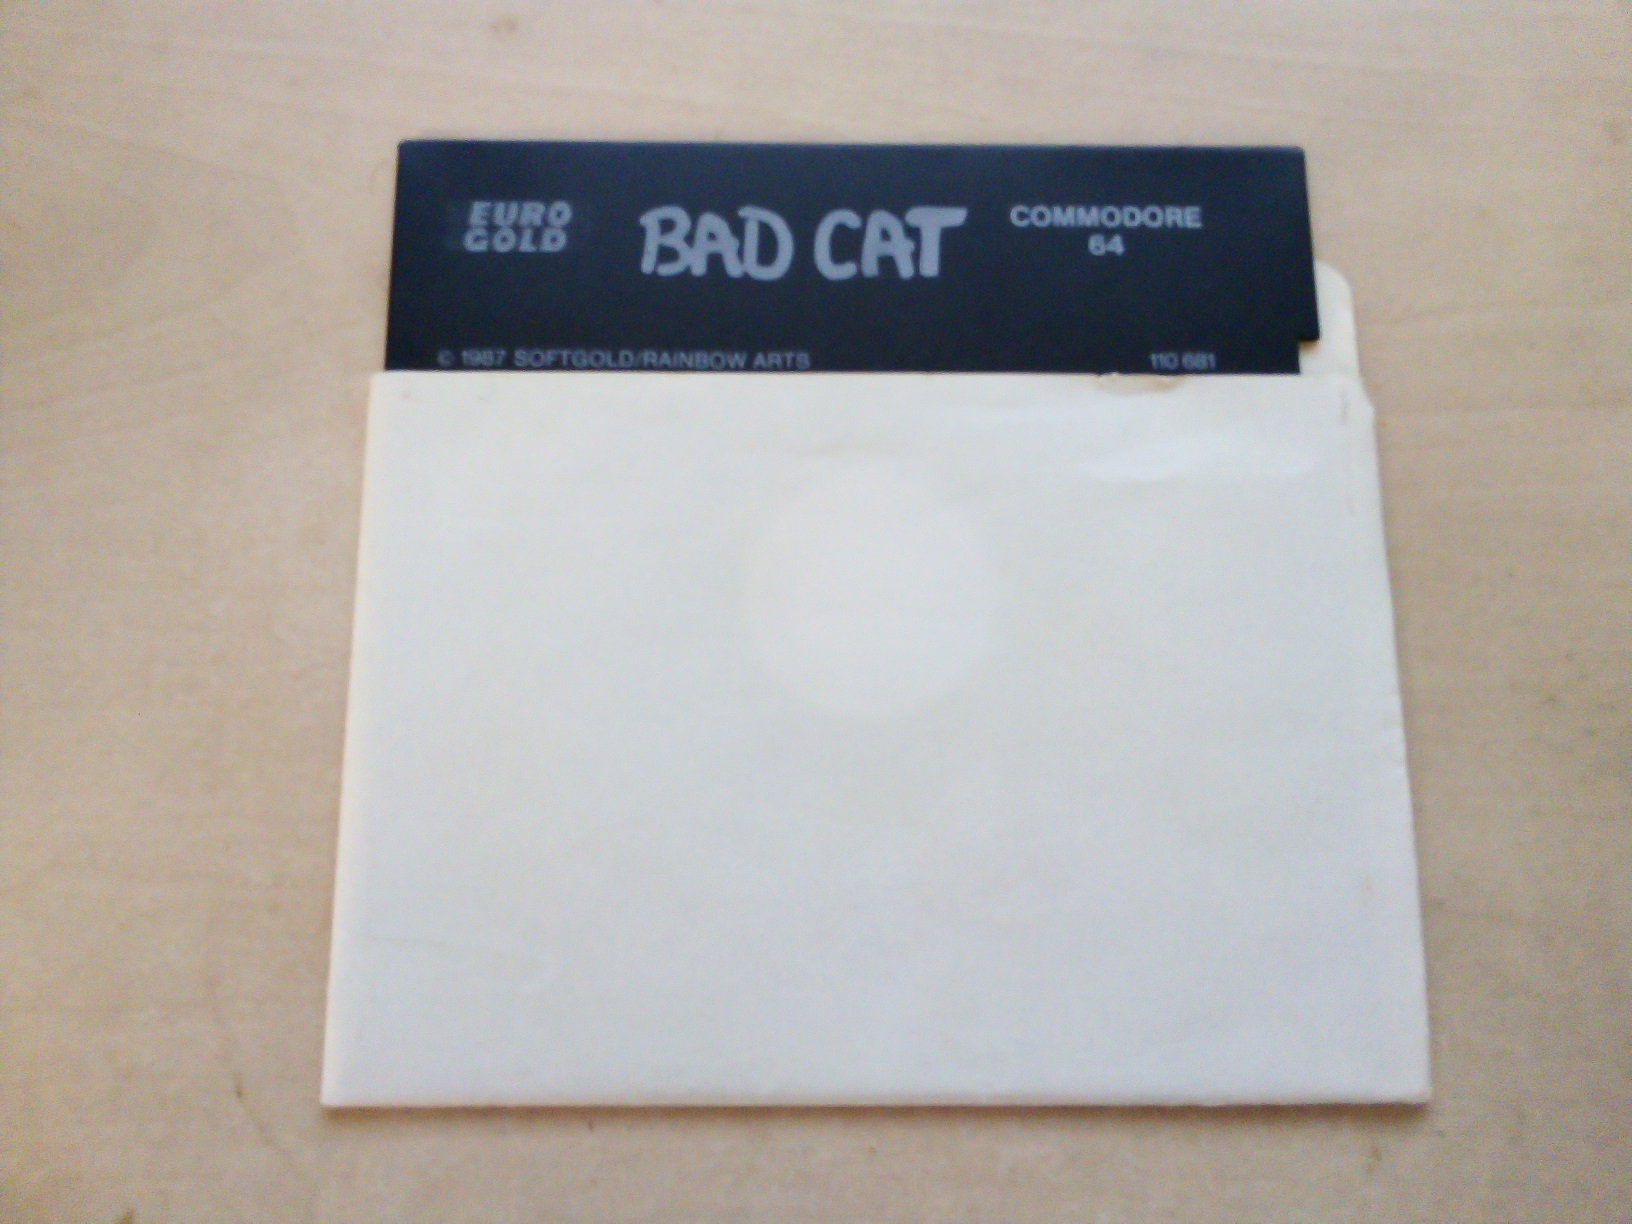 EURO
GOLD
BAD CAT
COMMODORE
64
© 1987 SOFTGOLD/RAINBOW ARTS
110 681